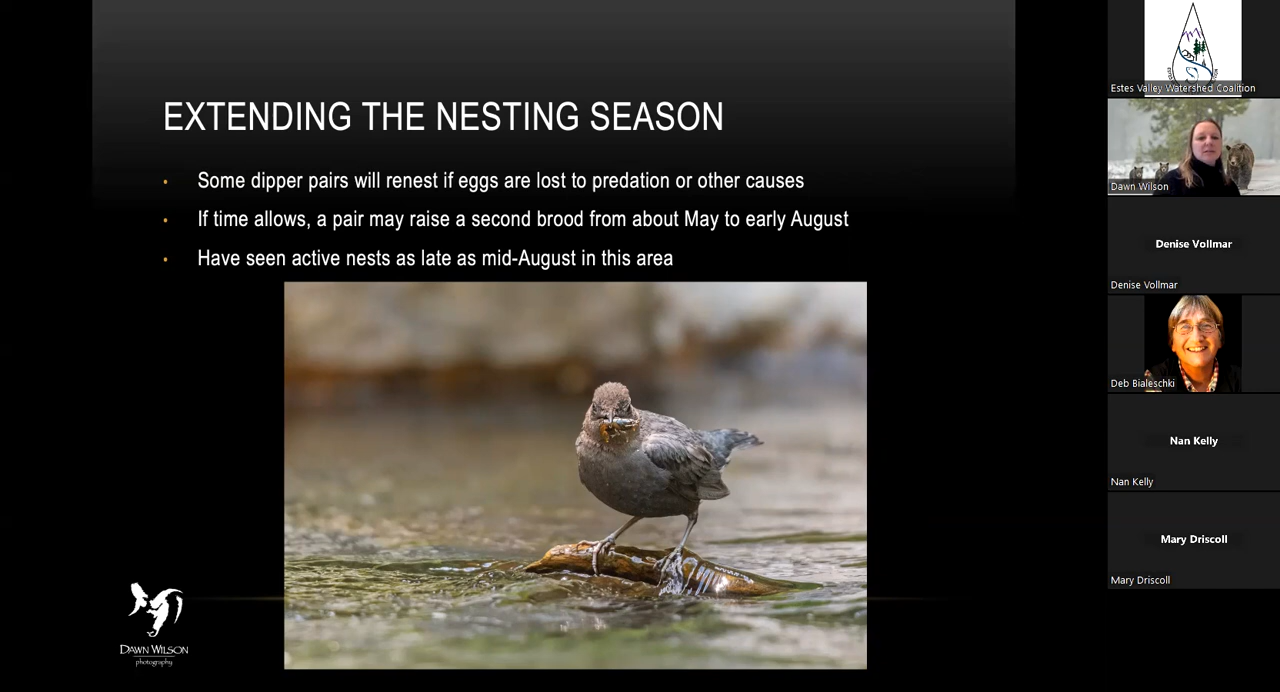 EXTENDING THE NESTING SEASON
• Some dipper pairs will renest if eggs are lost to predation or other causes
• If time allows, a pair may raise a second brood from about May to early August
• Have seen active nests as late as mid-August in this area
DAWN WILSON
photography
Estes Valley Watershed Coalition
Dawn Wilson
Denise Vollmar
Denise Vollmar
Deb Bialeschki
Nan Kelly
Nan Kelly
Mary Driscoll
Mary Driscoll